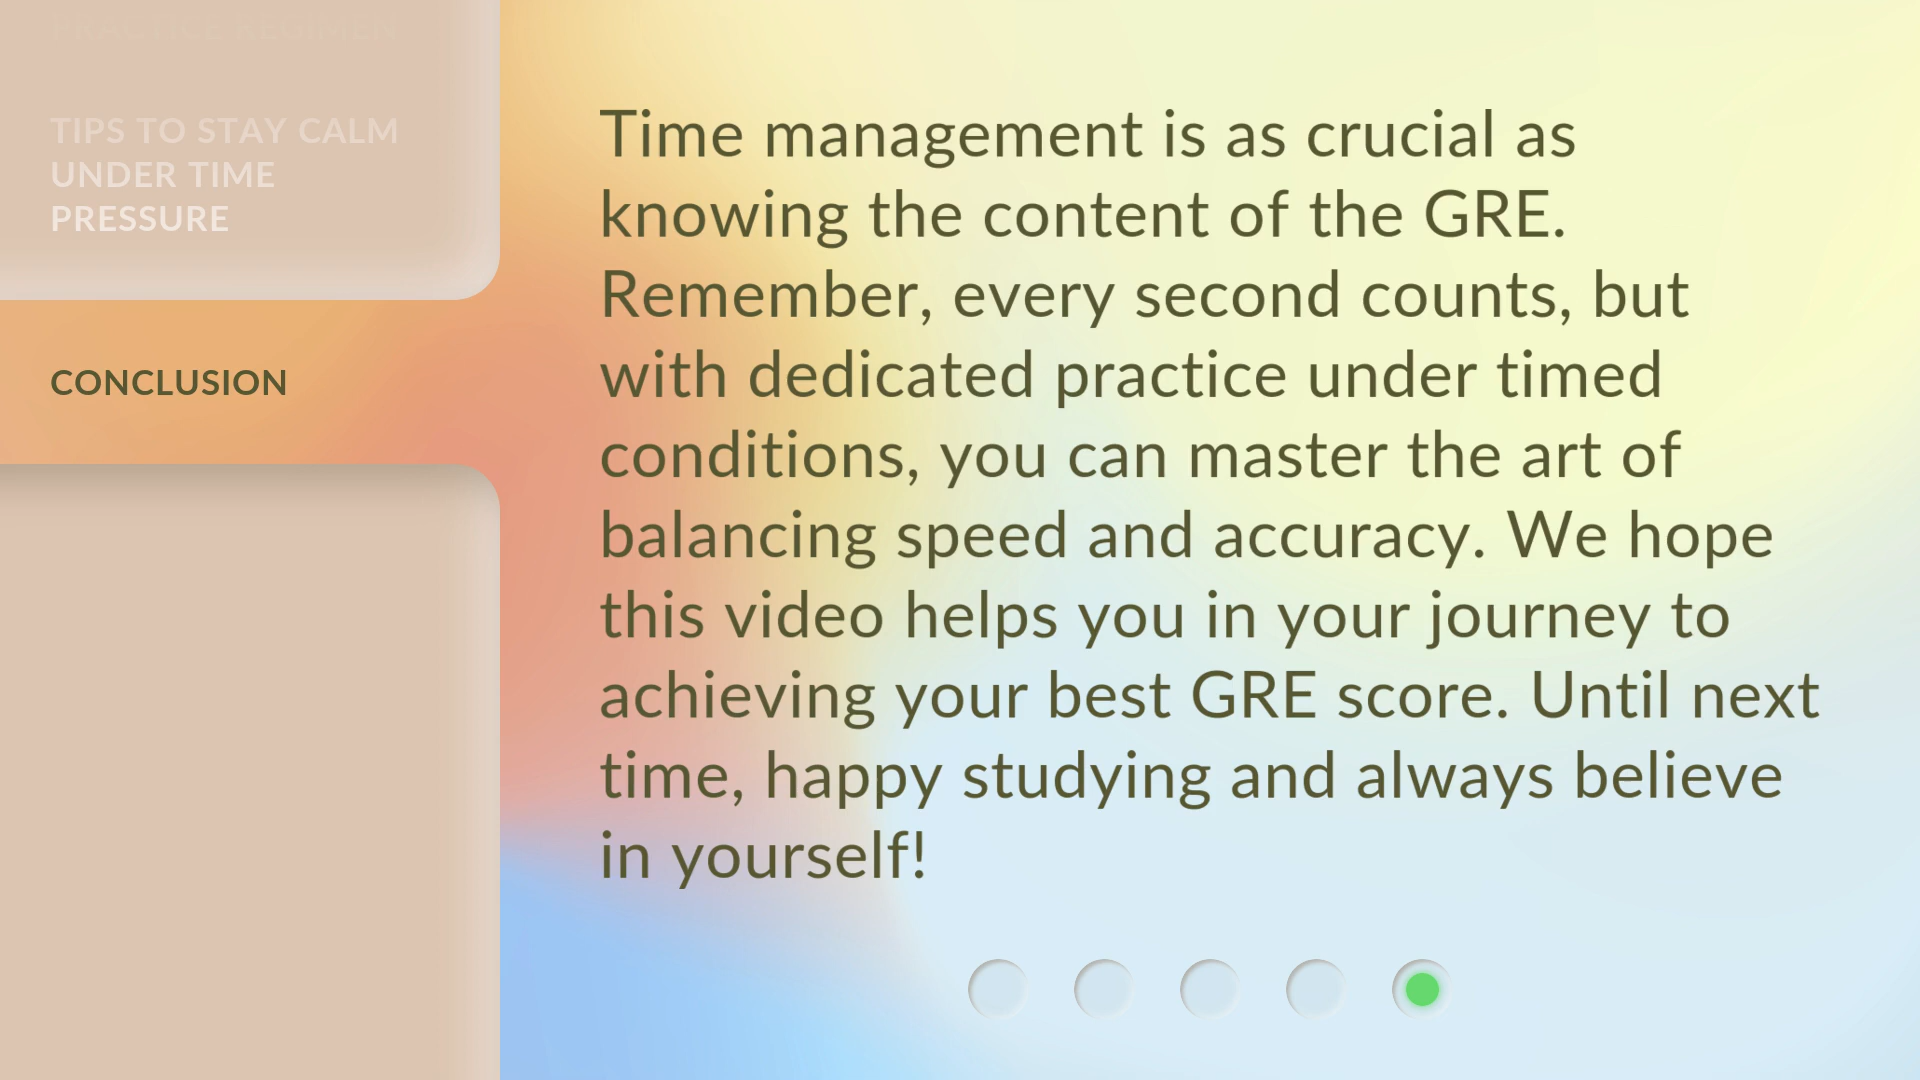 PRACTICE REGIMEN
TIPS TO STAY CALM
UNDER TIME
PRESSURE
CONCLUSION
Time management is as crucial as
knowing the content of the GRE.
Remember, every second counts, but
with dedicated practice under timed
conditions, you can master the art of
balancing speed and accuracy. We hope
this video helps you in your journey to
achieving your best GRE score. Until next
time, happy studying and always believe
in yourself!